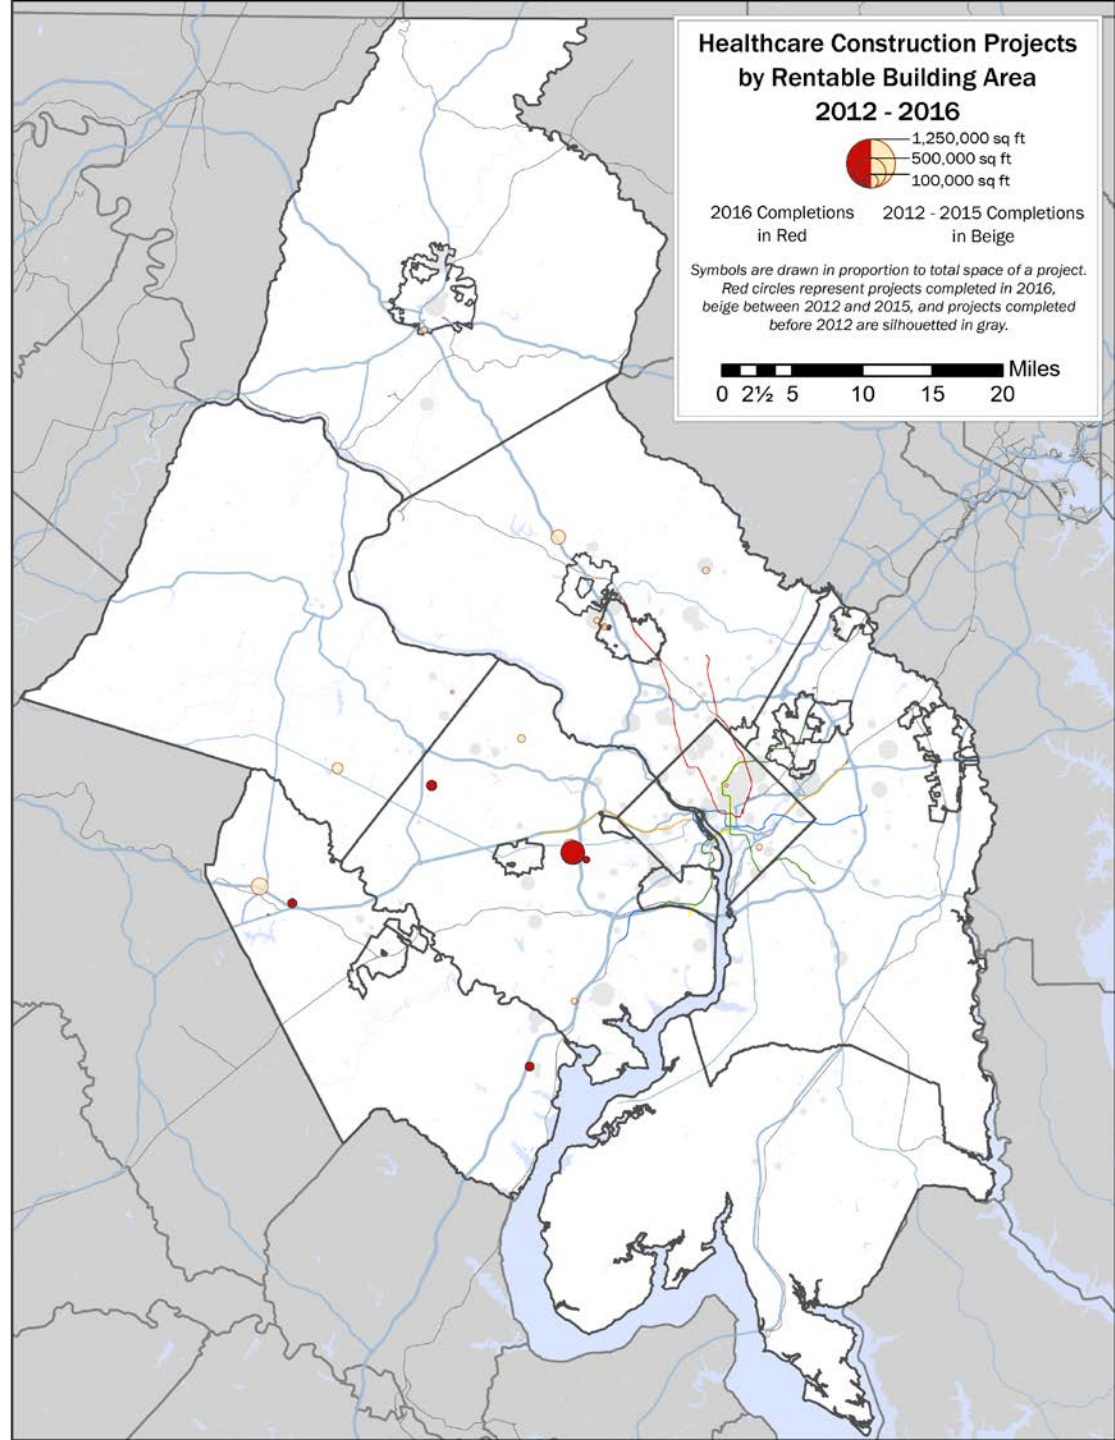 Healthcare Construction Projects
by Rentable Building Area
2012 - 2016
1,250,000 sq ft
500,000 sq ft
100,000 sq ft
2016 Completions
in Red
2012 - 2015 Completions
in Beige
Symbols are drawn in proportion to total space of a project.
Red circles represent projects completed in 2016,
beige between 2012 and 2015, and projects completed
before 2012 are silhouetted in gray.
Miles
0 2½ 5 10 15 20